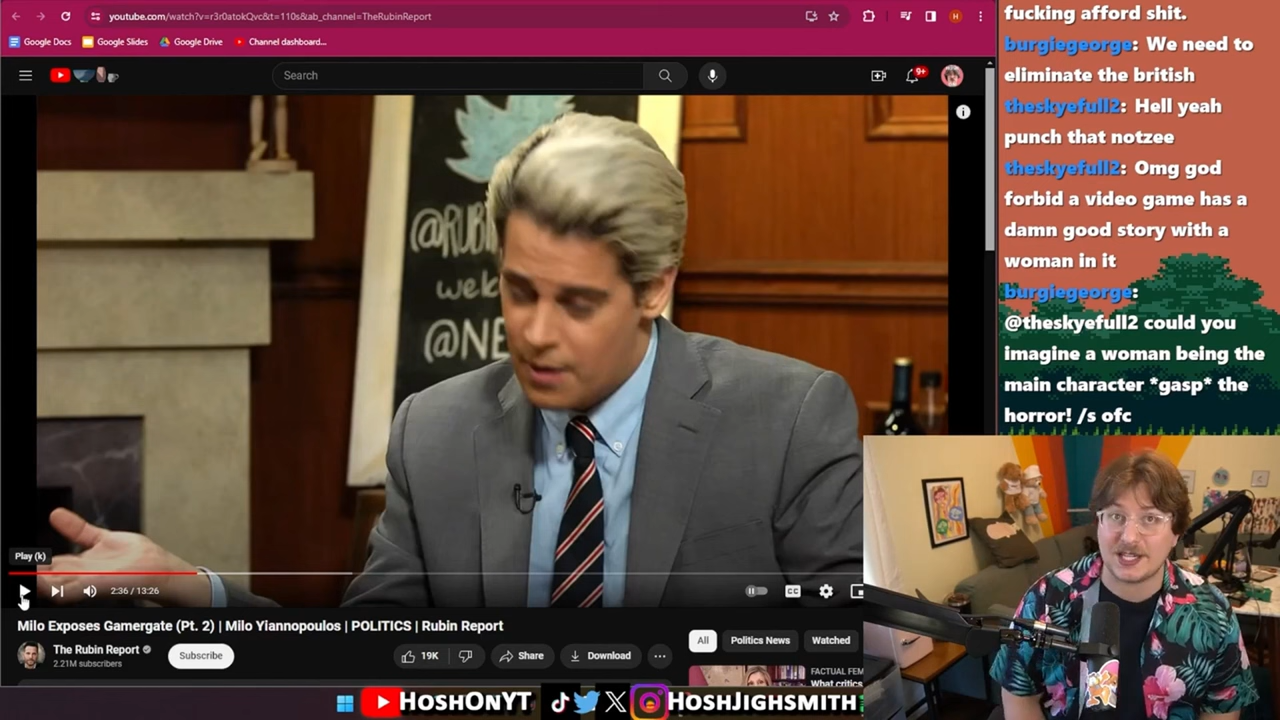 youtube.com/watch?v=r3r0atokQvc&t=110s&ab_channel=TheRubinReport
H
Google Docs
Google Slides
Google Drive
Channel dashboard...
Search
9+
@RUB
welc
@NE
Play (k)
2:36 / 13:26
CC
Milo Exposes Gamergate (Pt. 2) | Milo Yiannopoulos | POLITICS | Rubin Report
The Rubin Report
2.21M subscribers
Subscribe
19K
Share
Download
All
Politics News
Watched
FACTUAL FEM
What critics
fucking afford shit.
burgiegeorge: We need to
eliminate the british
theskyefull2: Hell yeah
punch that notzee
theskyefull2: Omg god
forbid a video game has a
damn good story with a
woman in it
burgiegeorge:
@theskyefull2 could you
imagine a woman being the
main character *gasp* the
horror! /s ofc
HoshOnYT
HoshJighsmith